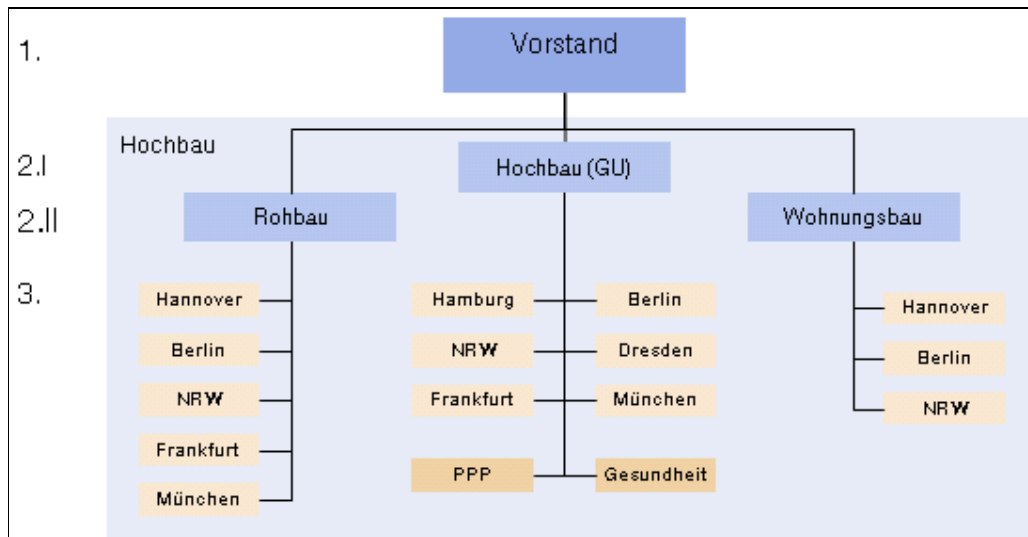 1.
Vorstand
Hochbau
2.I
Hochbau (GU)
2.II
Rohbau
Wohnungsbau
3.
Hannover
Berlin
NRW
Frankfurt
München
Hamburg
Berlin
NRW
Dresden
Frankfurt
München
PPP
Gesundheit
Hannover
Berlin
NRW